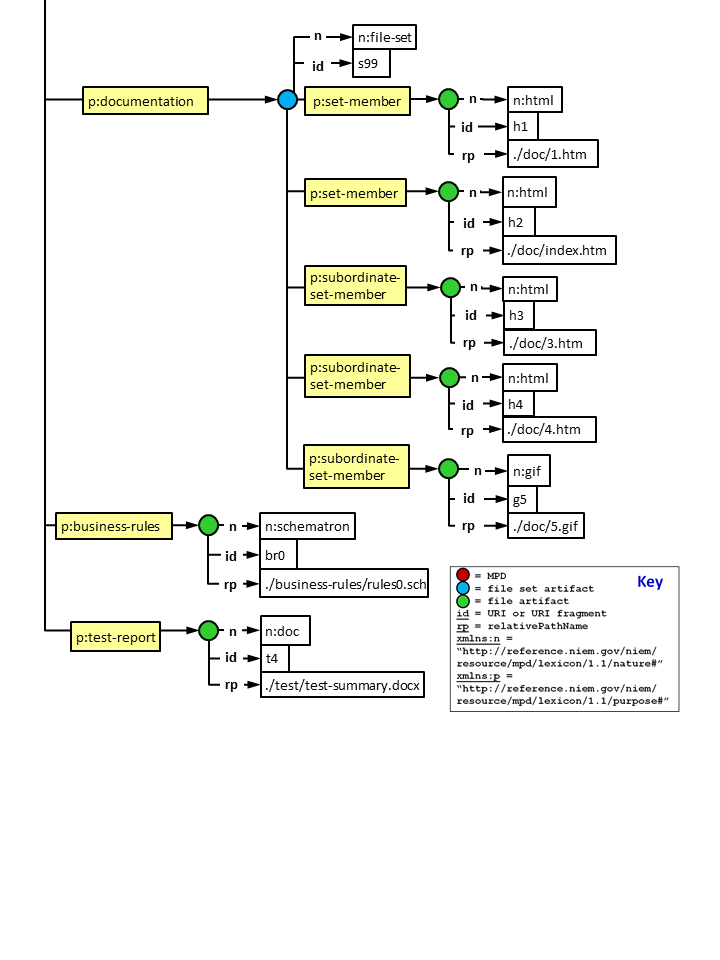 n
n:file-set
id
s99
p:documentation
p:set-member
n
n:html
id
h1
rp
./doc/1.htm
p:set-member
n
n:html
id
h2
rp
./doc/index.htm
p:subordinate-
set-member
n
n:html
id
h3
rp
./doc/3.htm
p:subordinate-
set-member
n
n:html
id
h4
rp
./doc/4.htm
p:subordinate-
set-member
n
n:gif
id
g5
rp
./doc/5.gif
p:business-rules
n
n:schematron
id
br0
rp
./business-rules/rules0.sch
p:test-report
n
n:doc
id
t4
rp
./test/test-summary.docx
Key
= MPD
= file set artifact
= file artifact
id = URI or URI fragment
rp = relativePathName
xmlns:n =
“http://reference.niem.gov/niem/
resource/mpd/lexicon/1.1/nature#”
xmlns:p =
“http://reference.niem.gov/niem/
resource/mpd/lexicon/1.1/purpose#”